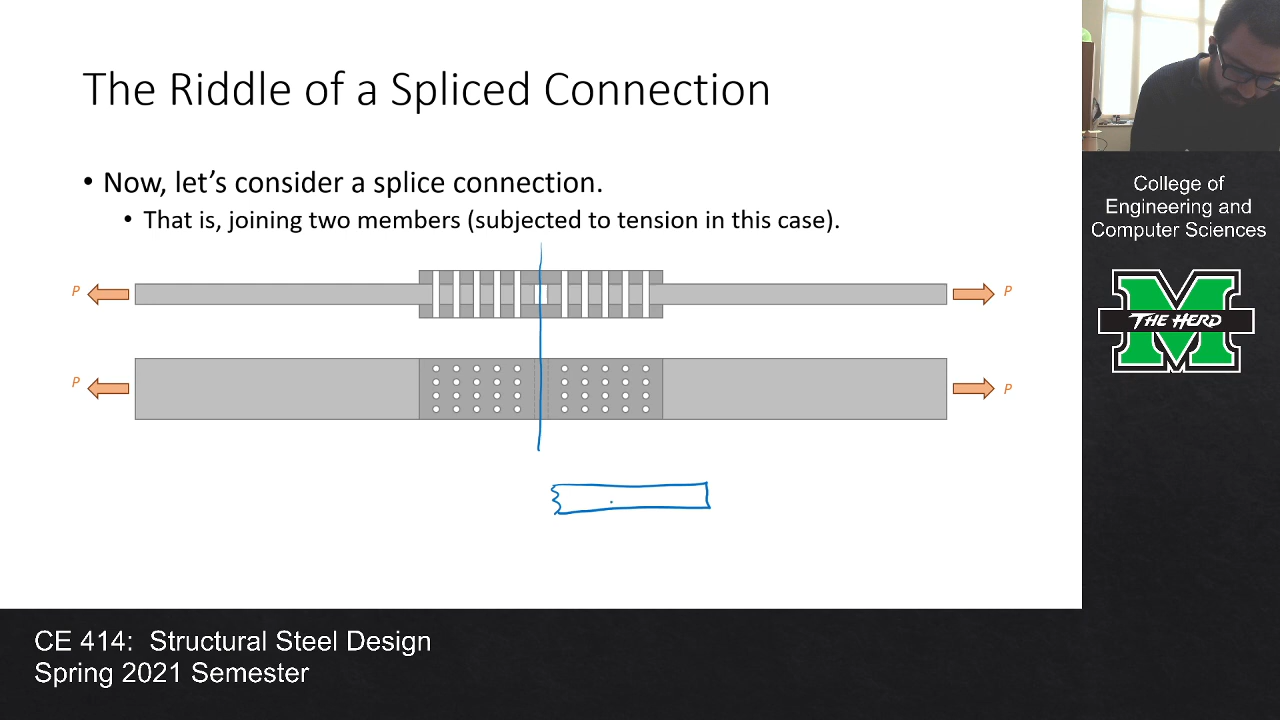 The Riddle of a Spliced Connection
• Now, let's consider a splice connection.
• That is, joining two members (subjected to tension in this case).
P
P
P
P
College of
Engineering and
Computer Sciences
THE HERD
CE 414: Structural Steel Design
Spring 2021 Semester